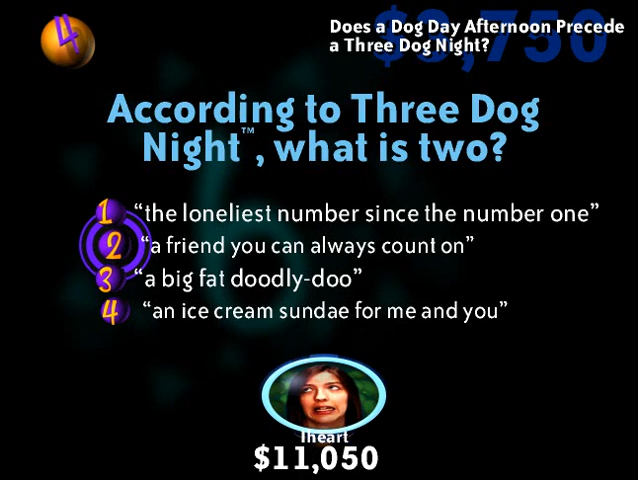 4
Does a Dog Day Afternoon Precede
a Three Dog Night?
$3,750
According to Three Dog
Night™, what is two?
1 “the loneliest number since the number one”
2 “a friend you can always count on”
3 “a big fat doodly-doo”
4 “an ice cream sundae for me and you”
Iheart
$11,050